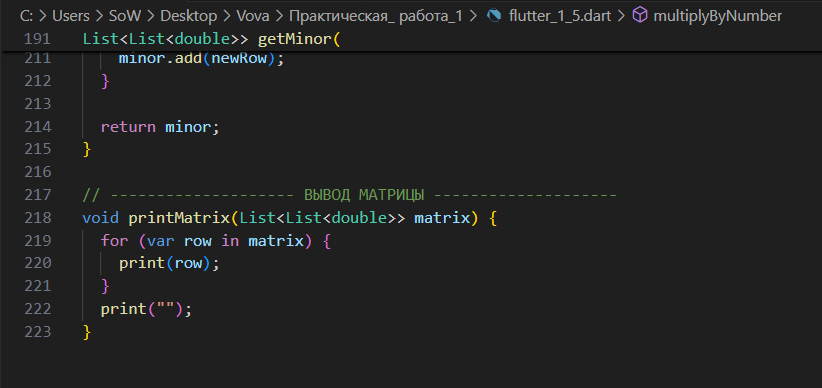 C: > Users > SoW > Desktop > Vova > Практическая_ работа_1 > flutter_1_5.dart > multiplyByNumber
191 List<List<double>> getMinor(
211 minor.add(newRow);
212 }
213
214 return minor;
215 }
216
217 // -------------------- ВЫВОД МАТРИЦЫ --------------------
218 void printMatrix(List<List<double>> matrix) {
219 for (var row in matrix) {
220 print(row);
221 }
222 print("");
223 }